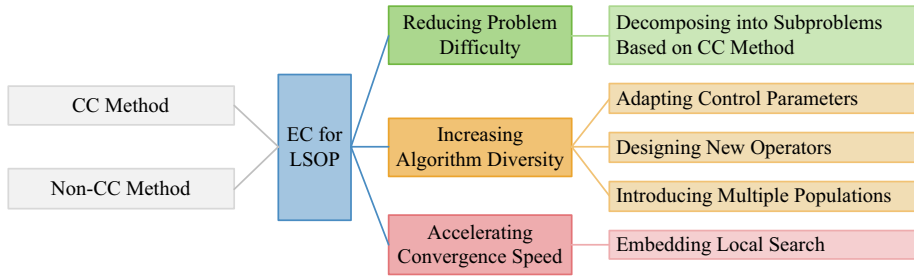 CC Method
Non-CC Method
EC for
LSOP
Reducing Problem
Difficulty
Increasing
Algorithm Diversity
Accelerating
Convergence Speed
Decomposing into Subproblems
Based on CC Method
Adapting Control Parameters
Designing New Operators
Introducing Multiple Populations
Embedding Local Search